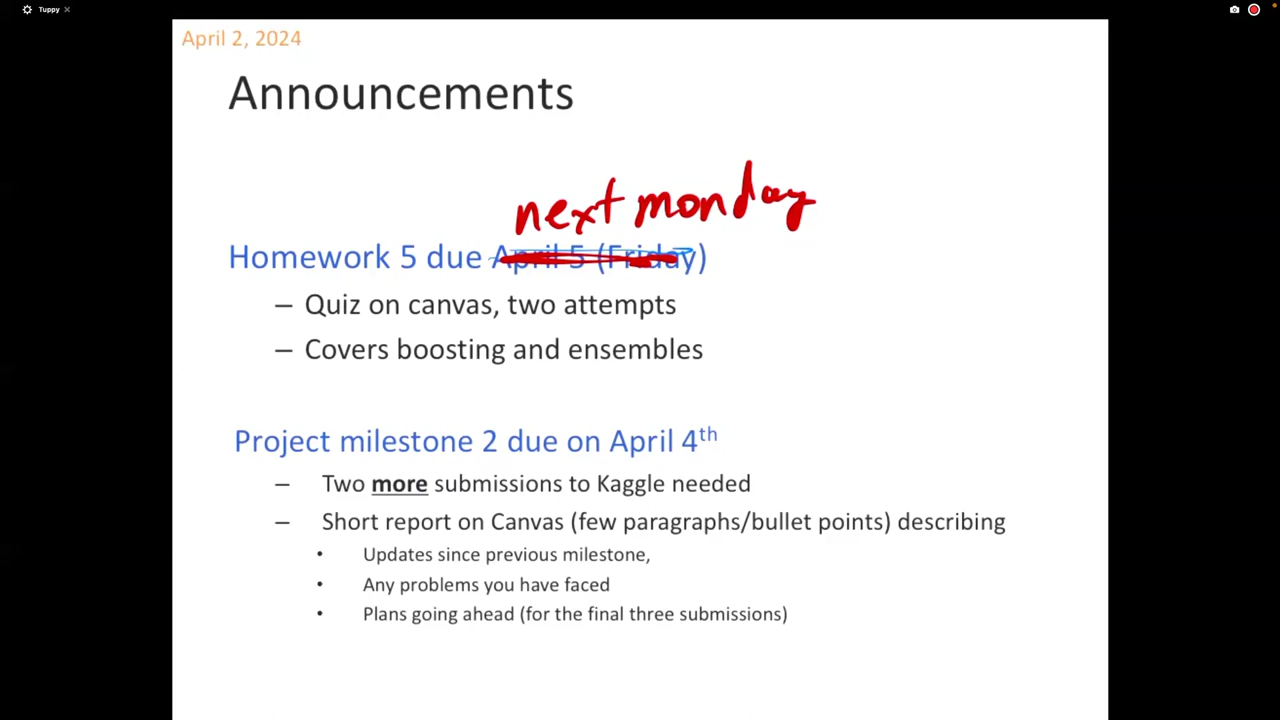 Tuppy
April 2, 2024
Announcements
next monday
Homework 5 due April 5 (Friday)
– Quiz on canvas, two attempts
– Covers boosting and ensembles
Project milestone 2 due on April 4th
– Two more submissions to Kaggle needed
– Short report on Canvas (few paragraphs/bullet points) describing
• Updates since previous milestone,
• Any problems you have faced
• Plans going ahead (for the final three submissions)